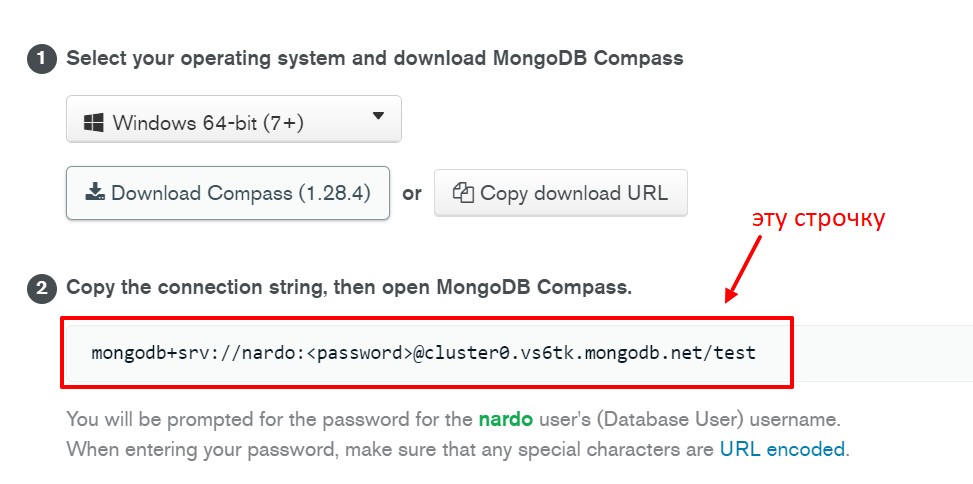 1 Select your operating system and download MongoDB Compass
Windows 64-bit (7+)
Download Compass (1.28.4) or Copy download URL
эту строчку
2 Copy the connection string, then open MongoDB Compass.
mongodb+srv://nardo:<password>@cluster0.vs6tk.mongodb.net/test
You will be prompted for the password for the nardo user's (Database User) username.
When entering your password, make sure that any special characters are URL encoded.